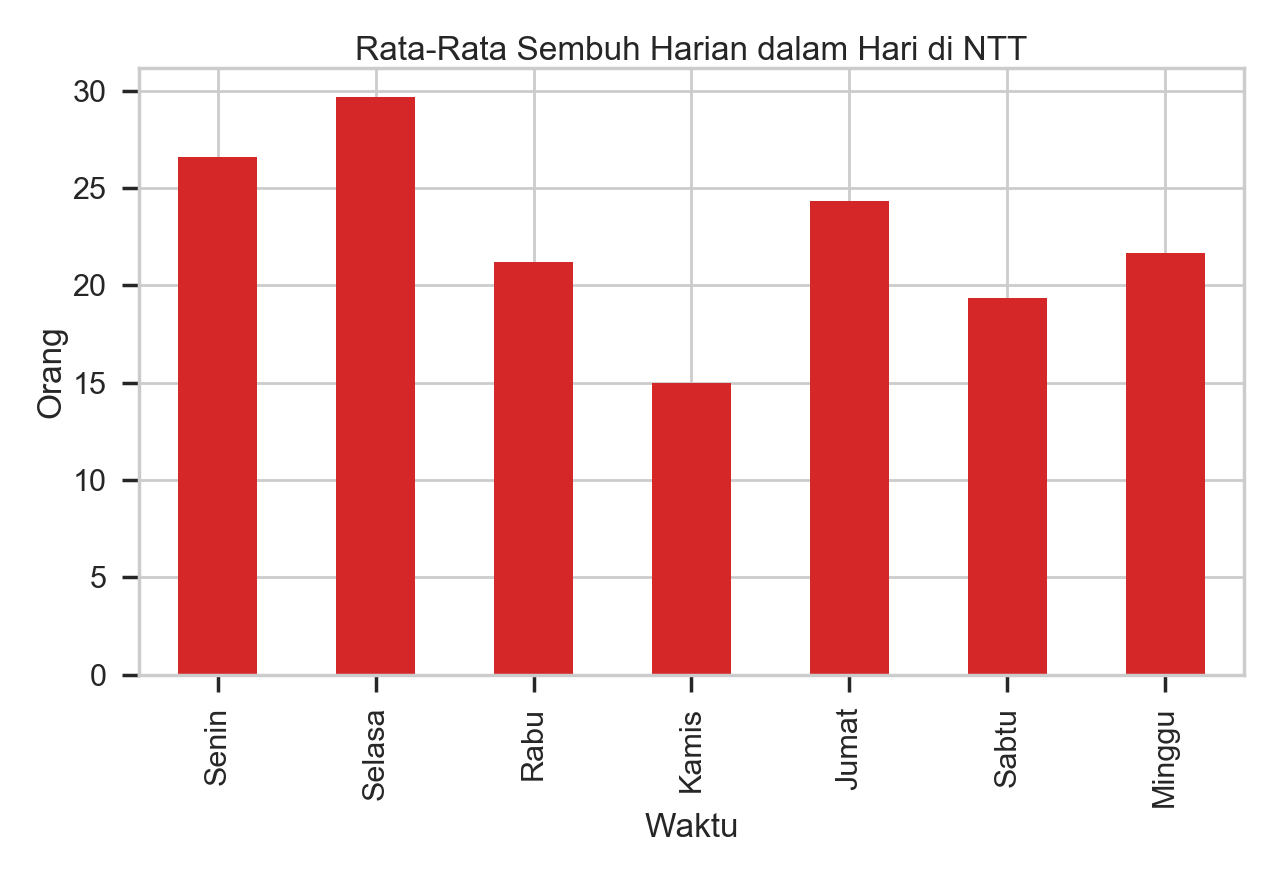 Rata-Rata Sembuh Harian dalam Hari di NTT
30
25
20
15
10
5
0
Orang
Senin
Selasa
Rabu
Kamis
Jumat
Sabtu
Minggu
Waktu